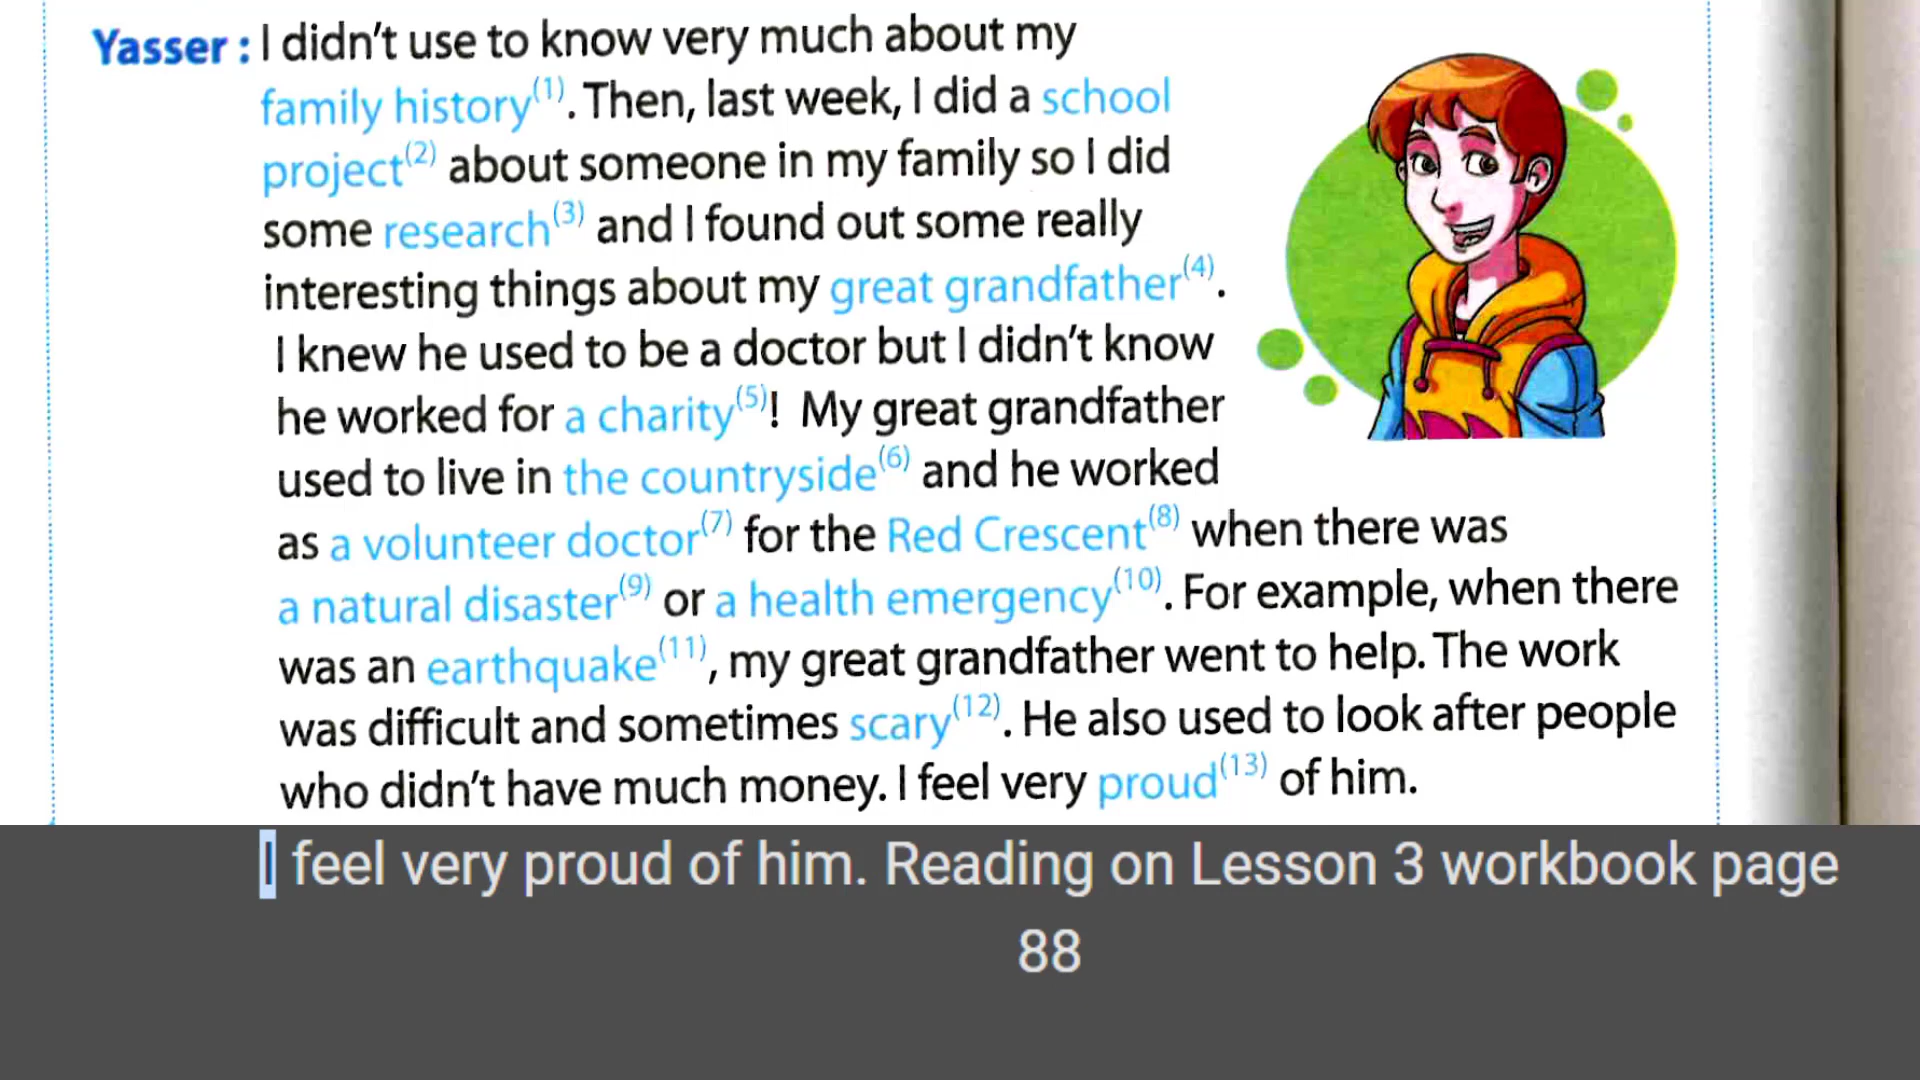 Yasser : I didn't use to know very much about my
family history(1). Then, last week, I did a school
project(2) about someone in my family so I did
some research(3) and I found out some really
interesting things about my great grandfather(4).
I knew he used to be a doctor but I didn't know
he worked for a charity(5)! My great grandfather
used to live in the countryside(6) and he worked
as a volunteer doctor(7) for the Red Crescent(8) when there was
a natural disaster(9) or a health emergency(10). For example, when there
was an earthquake(11), my great grandfather went to help. The work
was difficult and sometimes scary(12). He also used to look after people
who didn't have much money. I feel very proud(13) of him.
I feel very proud of him. Reading on Lesson 3 workbook page
88